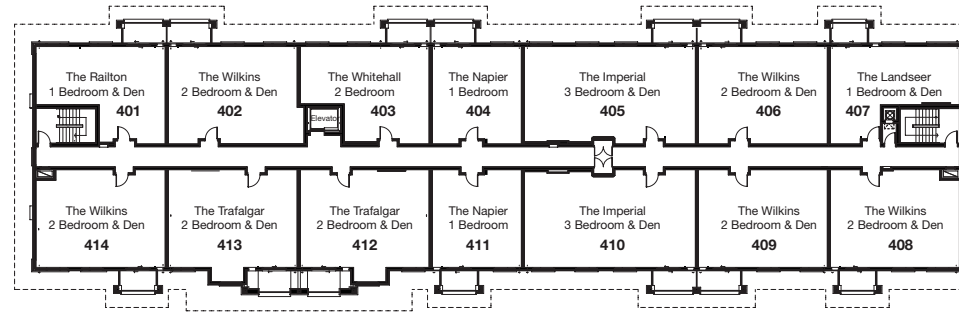 The Railton
1 Bedroom & Den
401
The Wilkins
2 Bedroom & Den
402
The Whitehall
2 Bedroom
403
The Napier
1 Bedroom
404
The Imperial
3 Bedroom & Den
405
The Wilkins
2 Bedroom & Den
406
The Landseer
1 Bedroom & Den
407
Elevator
The Wilkins
2 Bedroom & Den
414
The Trafalgar
2 Bedroom & Den
413
The Trafalgar
2 Bedroom & Den
412
The Napier
1 Bedroom
411
The Imperial
3 Bedroom & Den
410
The Wilkins
2 Bedroom & Den
409
The Wilkins
2 Bedroom & Den
408